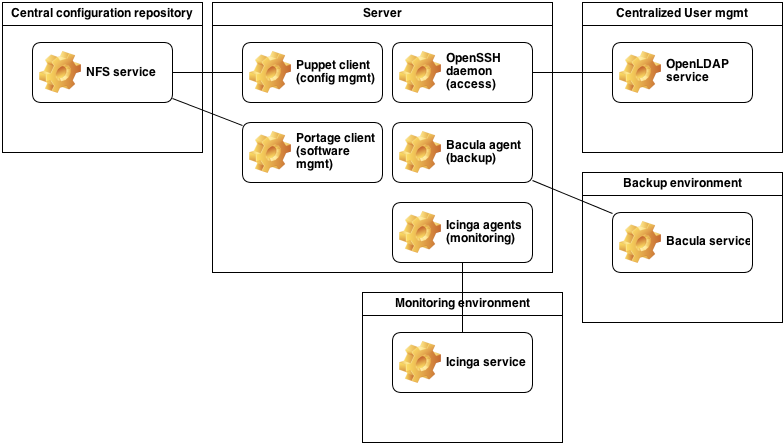 Central configuration repository
NFS service
Server
Puppet client
(config mgmt)
OpenSSH
daemon
(access)
Portage client
(software
mgmt)
Bacula agent
(backup)
Icinga agents
(monitoring)
Centralized User mgmt
OpenLDAP
service
Backup environment
Bacula service
Monitoring environment
Icinga service